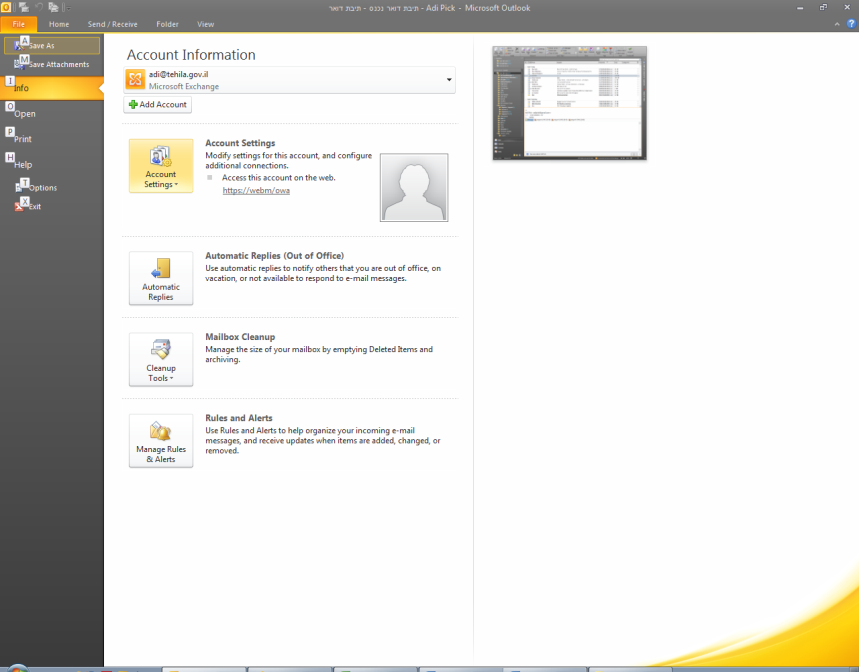 תיבת דואר נכנס - תיבת דואר - Adi Pick - Microsoft Outlook
File Home Send / Receive Folder View
A Save As
M Save Attachments
I Info
O Open
P Print
H Help
T Options
X Exit
Account Information
adi@tehila.gov.il
Microsoft Exchange
Add Account
Account Settings
Account Settings
Modify settings for this account, and configure
additional connections.
Access this account on the web.
https://webm/owa
Automatic Replies
Automatic Replies (Out of Office)
Use automatic replies to notify others that you are out of office, on
vacation, or not available to respond to e-mail messages.
Cleanup Tools
Mailbox Cleanup
Manage the size of your mailbox by emptying Deleted Items and
archiving.
Manage Rules & Alerts
Rules and Alerts
Use Rules and Alerts to help organize your incoming e-mail
messages, and receive updates when items are added, changed, or
removed.